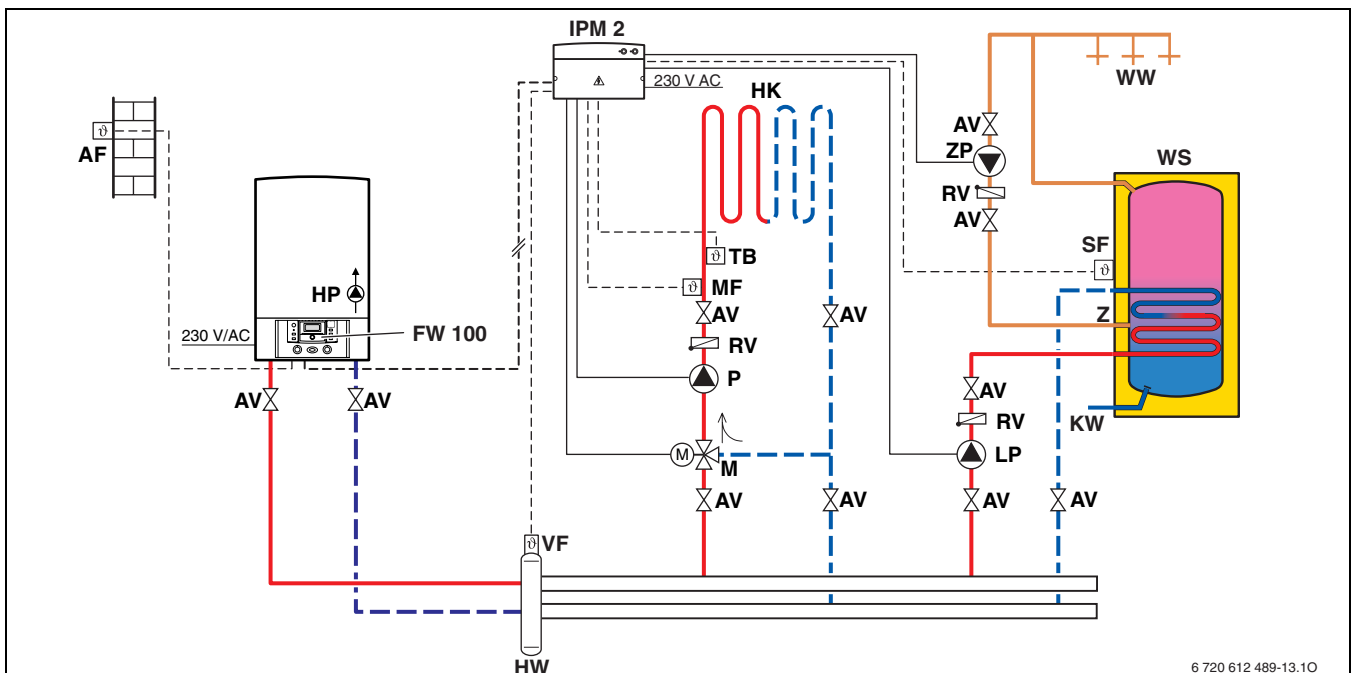 IPM 2
230 V AC
HK
WW
AV
ZP
WS
AF
RV
AV
SF
TB
HP
MF
Z
AV
AV
FW 100
230 V/AC
RV
P
AV
AV
AV
RV
KW
M
M
LP
AV
AV
AV
AV
VF
HW
6 720 612 489-13.1O
ϑ
ϑ
ϑ
ϑ
ϑ